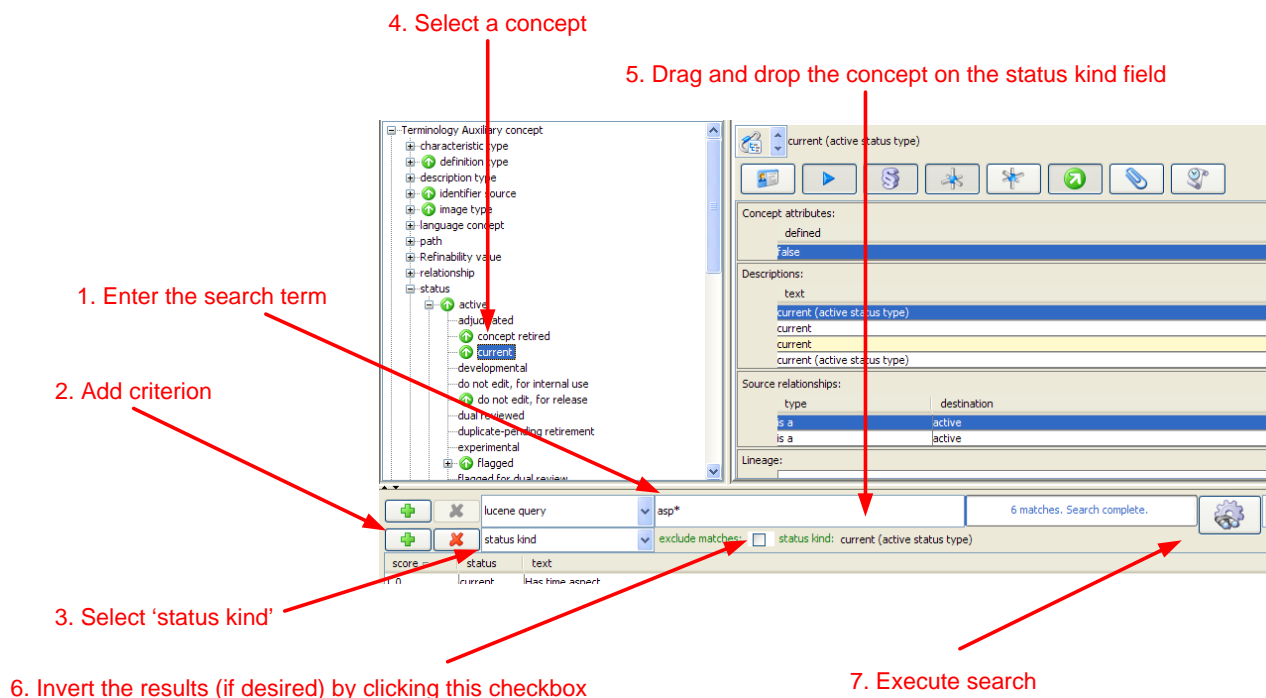 4. Select a concept
5. Drag and drop the concept on the status kind field
Terminology Auxiliary concept
characteristic type
definition type
description type
identifier source
image type
language concept
path
Refinability value
relationship
status
active
adjudicated
concept retired
current
developmental
do not edit, for internal use
do not edit, for release
dual reviewed
duplicate-pending retirement
experimental
flagged
flagged for dual review
current (active status type)
Concept attributes:
defined
false
Descriptions:
text
current (active status type)
current
current
current (active status type)
Source relationships:
type destination
is a active
is a active
Lineage:
1. Enter the search term
2. Add criterion
lucene query asp* 6 matches. Search complete.
status kind exclude matches: status kind: current (active status type)
score status text
1.0 current Has time aspect
3. Select ‘status kind’
6. Invert the results (if desired) by clicking this checkbox
7. Execute search